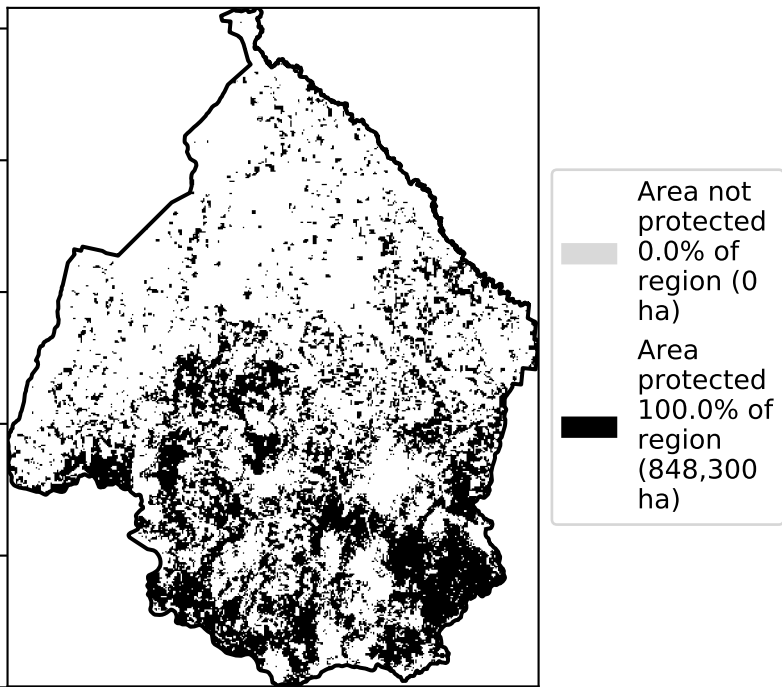 Area not
protected
0.0% of
region (0
ha)
Area
protected
100.0% of
region
(848,300
ha)